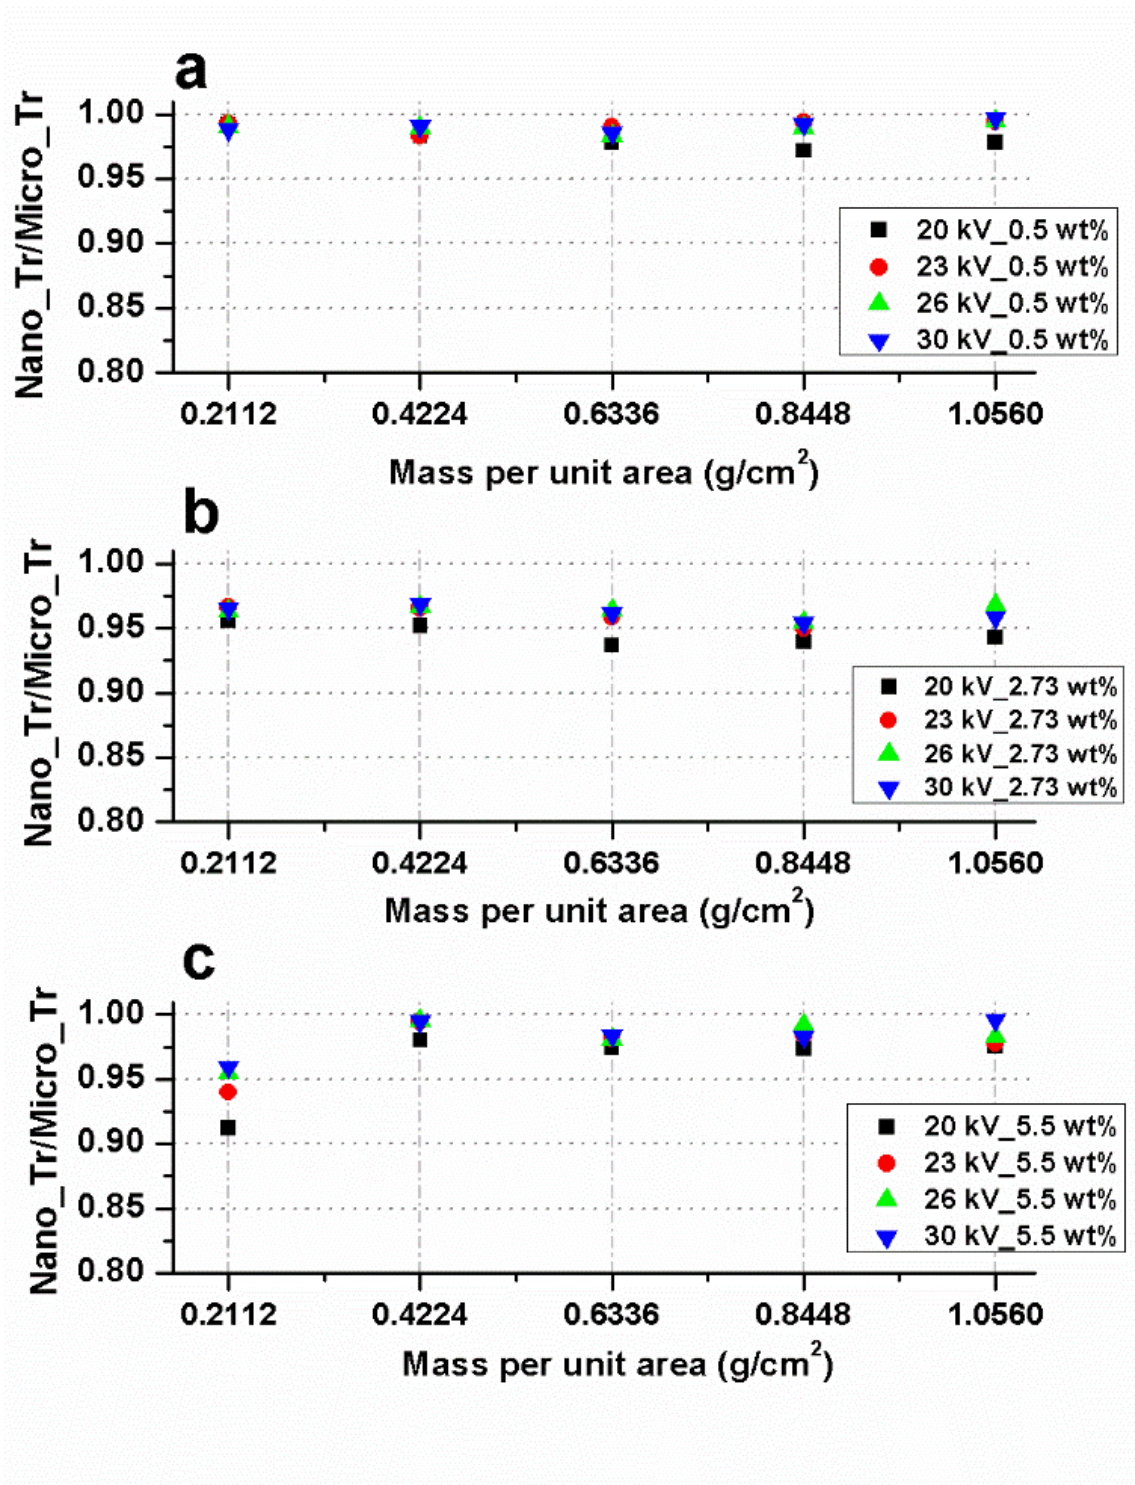 a
Nano_Tr/Micro_Tr
1.00
0.95
0.90
0.85
0.80
20 kV_0.5 wt%
23 kV_0.5 wt%
26 kV_0.5 wt%
30 kV_0.5 wt%
0.2112 0.4224 0.6336 0.8448 1.0560
Mass per unit area (g/cm²)
b
Nano_Tr/Micro_Tr
1.00
0.95
0.90
0.85
0.80
20 kV_2.73 wt%
23 kV_2.73 wt%
26 kV_2.73 wt%
30 kV_2.73 wt%
0.2112 0.4224 0.6336 0.8448 1.0560
Mass per unit area (g/cm²)
c
Nano_Tr/Micro_Tr
1.00
0.95
0.90
0.85
0.80
20 kV_5.5 wt%
23 kV_5.5 wt%
26 kV_5.5 wt%
30 kV_5.5 wt%
0.2112 0.4224 0.6336 0.8448 1.0560
Mass per unit area (g/cm²)